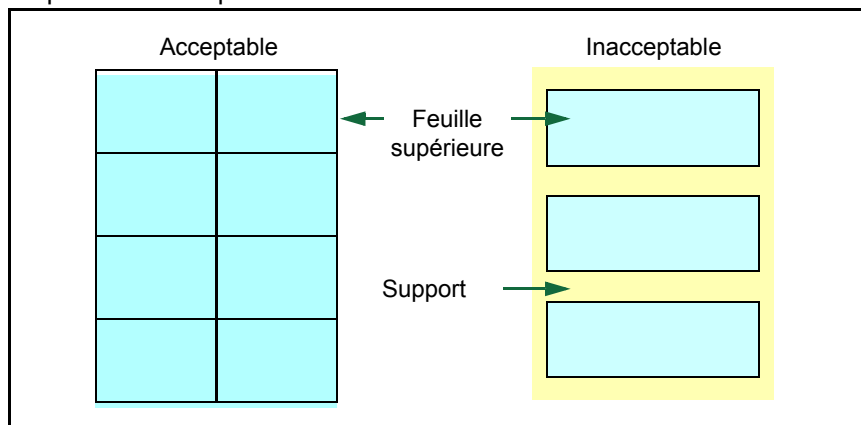 Acceptable
Inacceptable
Feuille
supérieure
Support